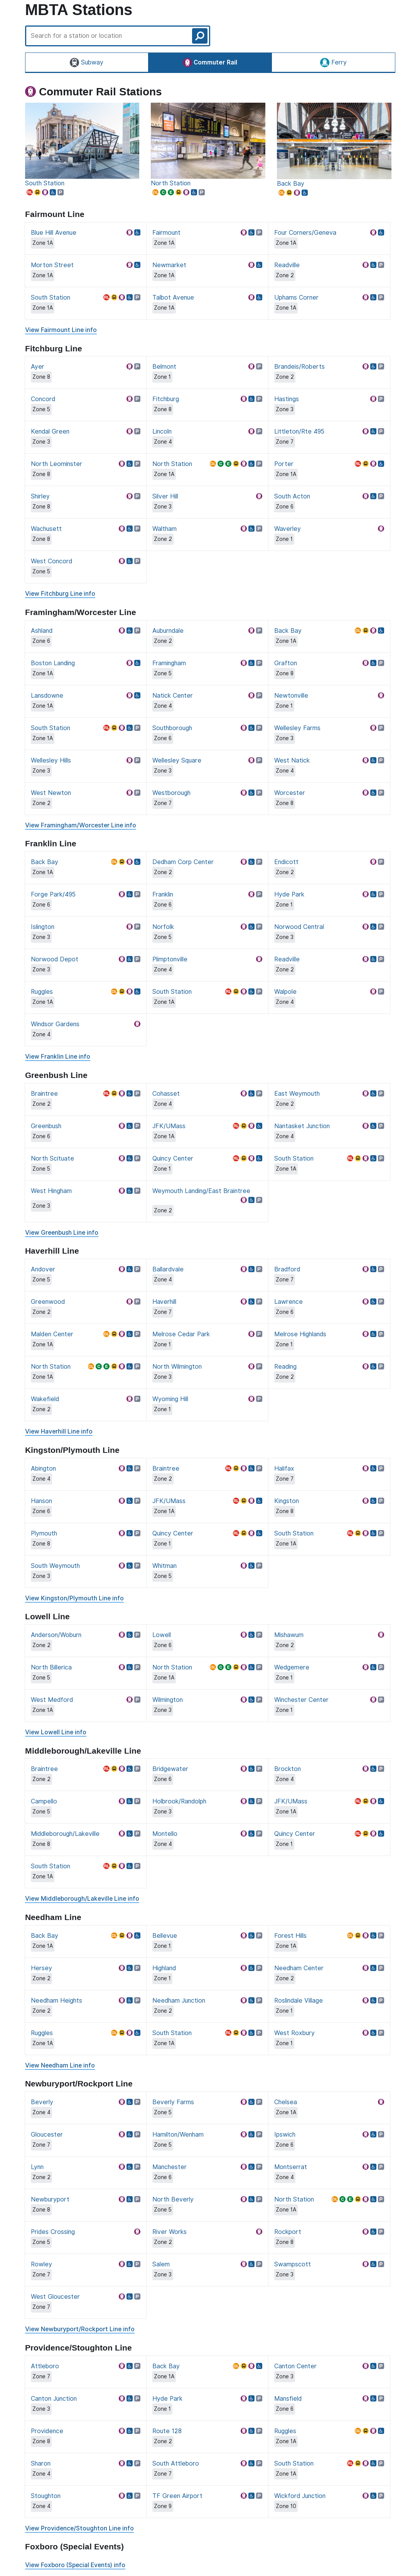 MBTA Stations
Search for a station or location
Subway
Commuter Rail
Ferry
Commuter Rail Stations
South Station
North Station
Back Bay
Fairmount Line
Blue Hill Avenue
Zone 1A
Fairmount
Zone 1A
Four Corners/Geneva
Zone 1A
Morton Street
Zone 1A
Newmarket
Zone 1A
Readville
Zone 2
South Station
Zone 1A
Talbot Avenue
Zone 1A
Uphams Corner
Zone 1A
View Fairmount Line info
Fitchburg Line
Ayer
Zone 8
Belmont
Zone 1
Brandeis/Roberts
Zone 2
Concord
Zone 5
Fitchburg
Zone 8
Hastings
Zone 3
Kendal Green
Zone 3
Lincoln
Zone 4
Littleton/Rte 495
Zone 7
North Leominster
Zone 8
North Station
Zone 1A
Porter
Zone 1A
Shirley
Zone 8
Silver Hill
Zone 3
South Acton
Zone 6
Wachusett
Zone 8
Waltham
Zone 2
Waverley
Zone 1
West Concord
Zone 5
View Fitchburg Line info
Framingham/Worcester Line
Ashland
Zone 6
Auburndale
Zone 2
Back Bay
Zone 1A
Boston Landing
Zone 1A
Framingham
Zone 5
Grafton
Zone 8
Lansdowne
Zone 1A
Natick Center
Zone 4
Newtonville
Zone 1
South Station
Zone 1A
Southborough
Zone 6
Wellesley Farms
Zone 3
Wellesley Hills
Zone 3
Wellesley Square
Zone 3
West Natick
Zone 4
West Newton
Zone 2
Westborough
Zone 7
Worcester
Zone 8
View Framingham/Worcester Line info
Franklin Line
Back Bay
Zone 1A
Dedham Corp Center
Zone 2
Endicott
Zone 2
Forge Park/495
Zone 6
Franklin
Zone 6
Hyde Park
Zone 1
Islington
Zone 3
Norfolk
Zone 5
Norwood Central
Zone 3
Norwood Depot
Zone 3
Plimptonville
Zone 4
Readville
Zone 2
Ruggles
Zone 1A
South Station
Zone 1A
Walpole
Zone 4
Windsor Gardens
Zone 4
View Franklin Line info
Greenbush Line
Braintree
Zone 2
Cohasset
Zone 4
East Weymouth
Zone 2
Greenbush
Zone 6
JFK/UMass
Zone 1A
Nantasket Junction
Zone 4
North Scituate
Zone 5
Quincy Center
Zone 1
South Station
Zone 1A
West Hingham
Zone 3
Weymouth Landing/East Braintree
Zone 2
View Greenbush Line info
Haverhill Line
Andover
Zone 5
Ballardvale
Zone 4
Bradford
Zone 7
Greenwood
Zone 2
Haverhill
Zone 7
Lawrence
Zone 6
Malden Center
Zone 1A
Melrose Cedar Park
Zone 1
Melrose Highlands
Zone 1
North Station
Zone 1A
North Wilmington
Zone 3
Reading
Zone 2
Wakefield
Zone 2
Wyoming Hill
Zone 1
View Haverhill Line info
Kingston/Plymouth Line
Abington
Zone 4
Braintree
Zone 2
Halifax
Zone 7
Hanson
Zone 6
JFK/UMass
Zone 1A
Kingston
Zone 8
Plymouth
Zone 8
Quincy Center
Zone 1
South Station
Zone 1A
South Weymouth
Zone 3
Whitman
Zone 5
View Kingston/Plymouth Line info
Lowell Line
Anderson/Woburn
Zone 2
Lowell
Zone 6
Mishawum
Zone 2
North Billerica
Zone 5
North Station
Zone 1A
Wedgemere
Zone 1
West Medford
Zone 1A
Wilmington
Zone 3
Winchester Center
Zone 1
View Lowell Line info
Middleborough/Lakeville Line
Braintree
Zone 2
Bridgewater
Zone 6
Brockton
Zone 4
Campello
Zone 5
Holbrook/Randolph
Zone 3
JFK/UMass
Zone 1A
Middleborough/Lakeville
Zone 8
Montello
Zone 4
Quincy Center
Zone 1
South Station
Zone 1A
View Middleborough/Lakeville Line info
Needham Line
Back Bay
Zone 1A
Bellevue
Zone 1
Forest Hills
Zone 1A
Hersey
Zone 2
Highland
Zone 1
Needham Center
Zone 2
Needham Heights
Zone 2
Needham Junction
Zone 2
Roslindale Village
Zone 1
Ruggles
Zone 1A
South Station
Zone 1A
West Roxbury
Zone 1
View Needham Line info
Newburyport/Rockport Line
Beverly
Zone 4
Beverly Farms
Zone 5
Chelsea
Zone 1A
Gloucester
Zone 7
Hamilton/Wenham
Zone 5
Ipswich
Zone 6
Lynn
Zone 2
Manchester
Zone 6
Montserrat
Zone 4
Newburyport
Zone 8
North Beverly
Zone 5
North Station
Zone 1A
Prides Crossing
Zone 5
River Works
Zone 2
Rockport
Zone 8
Rowley
Zone 7
Salem
Zone 3
Swampscott
Zone 3
West Gloucester
Zone 7
View Newburyport/Rockport Line info
Providence/Stoughton Line
Attleboro
Zone 7
Back Bay
Zone 1A
Canton Center
Zone 3
Canton Junction
Zone 3
Hyde Park
Zone 1
Mansfield
Zone 6
Providence
Zone 8
Route 128
Zone 2
Ruggles
Zone 1A
Sharon
Zone 4
South Attleboro
Zone 7
South Station
Zone 1A
Stoughton
Zone 4
TF Green Airport
Zone 9
Wickford Junction
Zone 10
View Providence/Stoughton Line info
Foxboro (Special Events)
View Foxboro (Special Events) info